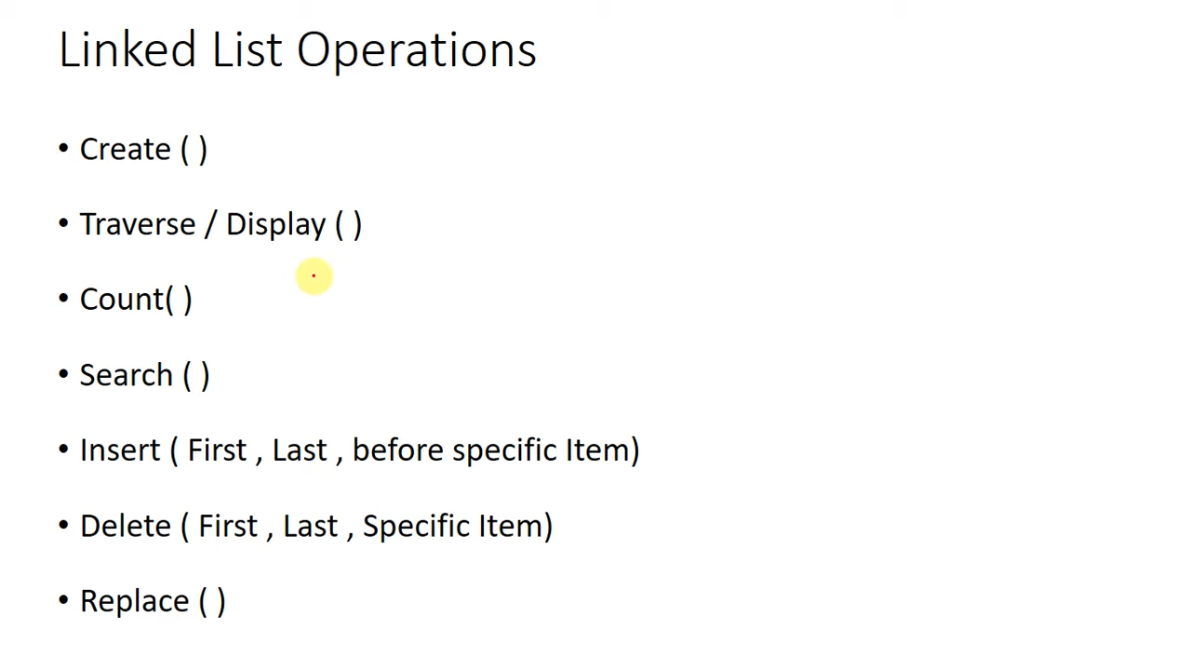 Linked List Operations
• Create ( )
• Traverse / Display ( )
• Count( )
• Search ( )
• Insert ( First , Last , before specific Item)
• Delete ( First , Last , Specific Item)
• Replace ( )